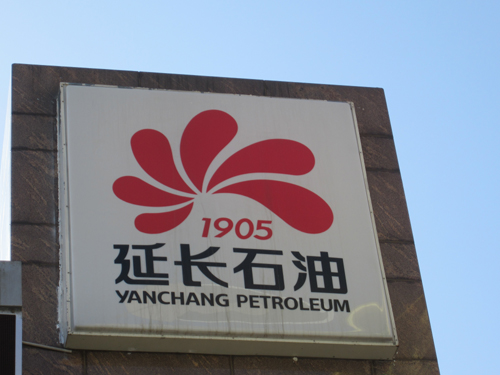 1905
延长石油
YANCHANG PETROLEUM